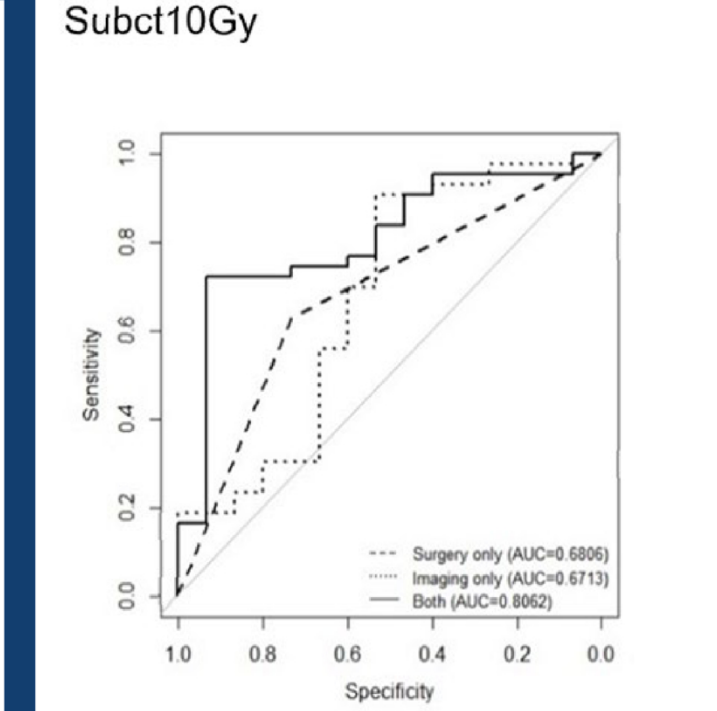 Subct10Gy
1.0
0.8
0.6
0.4
0.2
0.0
Sensitivity
Surgery only (AUC=0.6806)
Imaging only (AUC=0.6713)
Both (AUC=0.8062)
1.0 0.8 0.6 0.4 0.2 0.0
Specificity